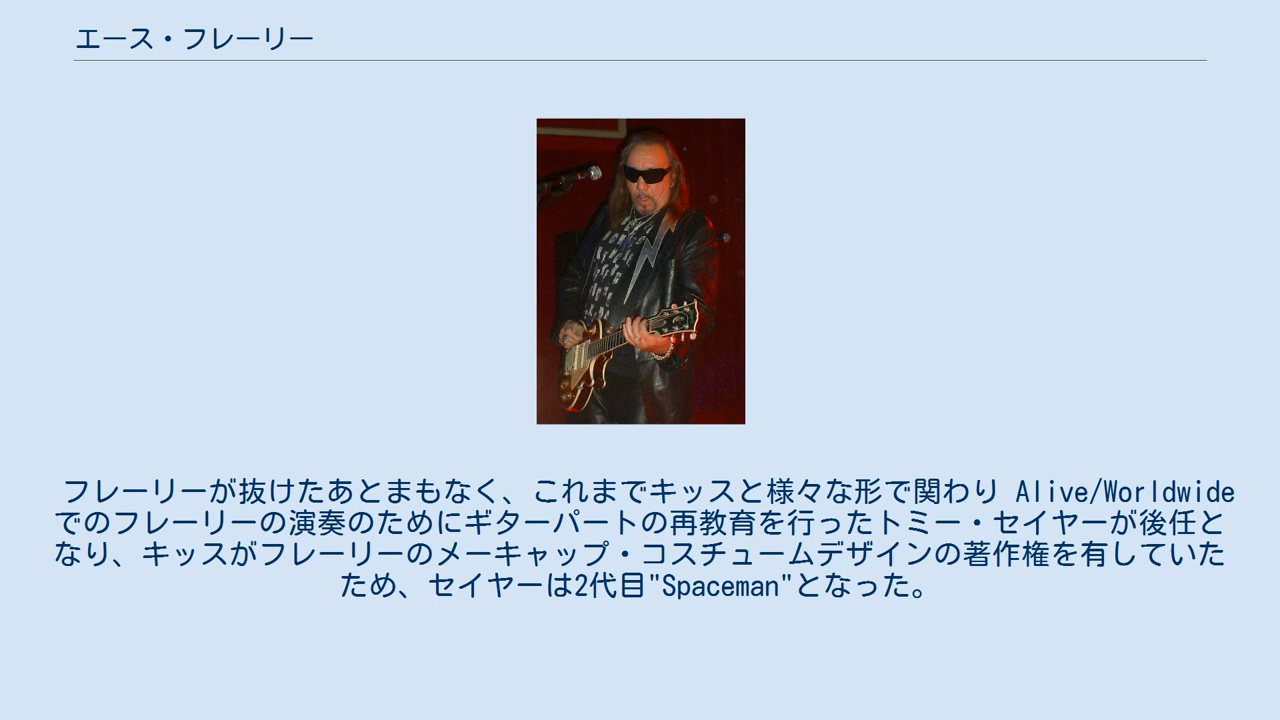 エース・フレーリー
フレーリーが抜けたあとまもなく、これまでキッスと様々な形で関わり Alive/Worldwide
でのフレーリーの演奏のためにギターパートの再教育を行ったトミー・セイヤーが後任と
なり、キッスがフレーリーのメーキャップ・コスチュームデザインの著作権を有していた
ため、セイヤーは2代目"Spaceman"となった。